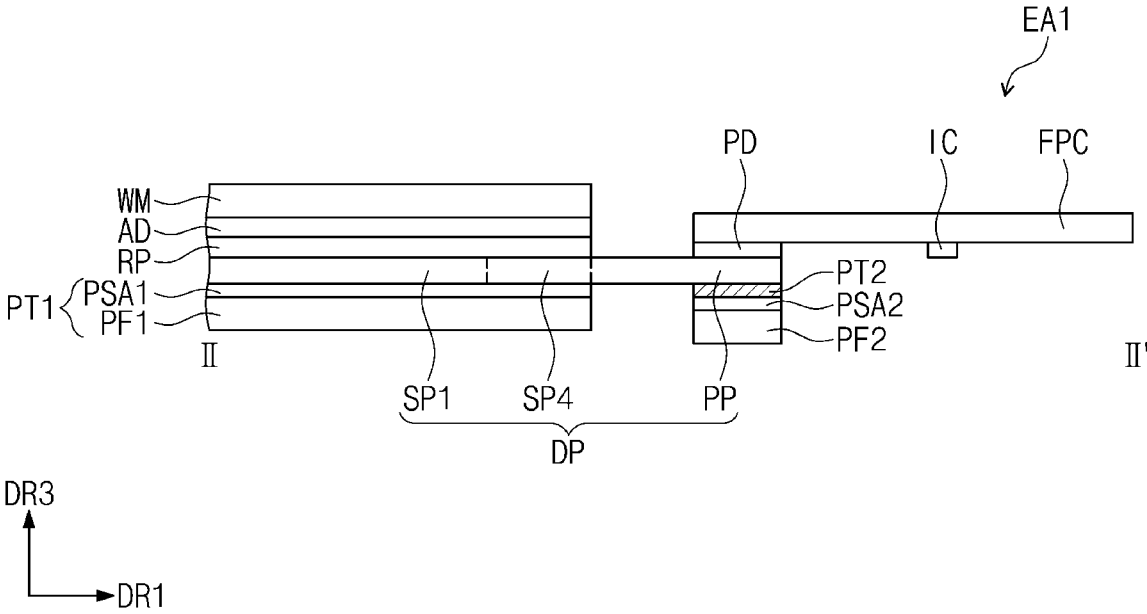 EA1
PD IC FPC
WM
AD
RP
PT1 PSA1
PF1
PT2
PSA2
PF2
Ⅱ Ⅱ'
SP1 SP4 PP
DP
DR3
DR1